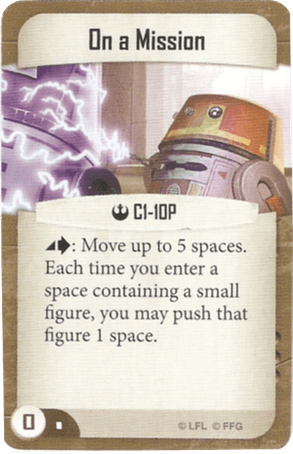 On a Mission
C1-10P
: Move up to 5 spaces.
Each time you enter a
space containing a small
figure, you may push that
figure 1 space.
0
© LFL © FFG